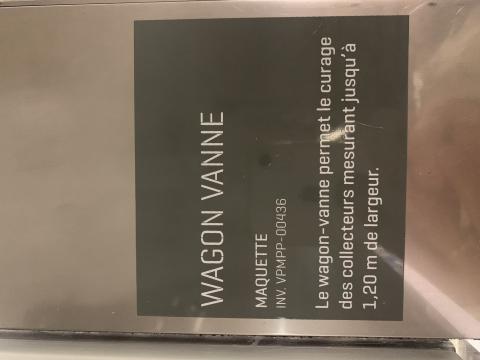 WAGON VANNE
MAQUETTE
INV. VPMPP-00436
Le wagon-vanne permet le curage
des collecteurs mesurant jusqu'à
1,20 m de largeur.